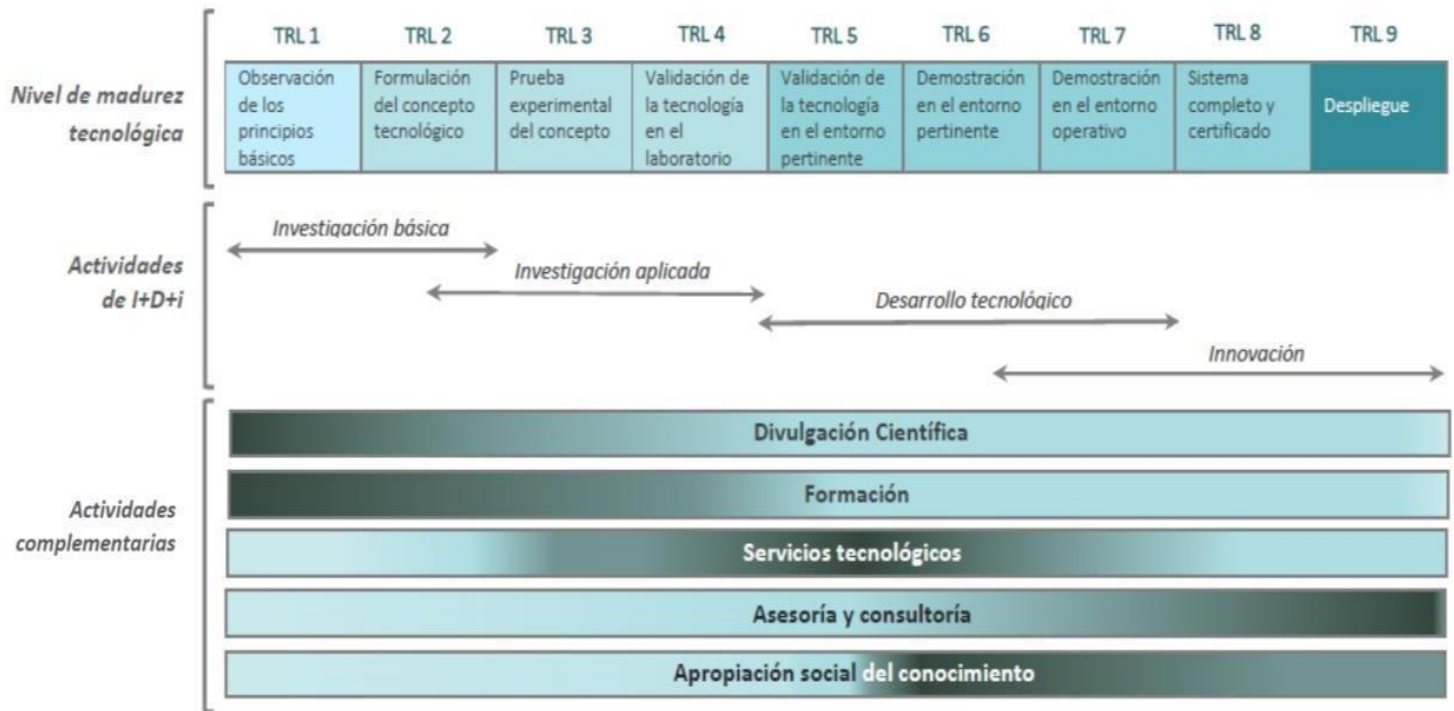 TRL 1 TRL 2 TRL 3 TRL 4 TRL 5 TRL 6 TRL 7 TRL 8 TRL 9
Nivel de madurez
tecnológica
Observación
de los
principios
básicos
Formulación
del concepto
tecnológico
Prueba
experimental
del concepto
Validación de
la tecnología
en el
laboratorio
Validación de
la tecnología
en el entorno
pertinente
Demostración
en el entorno
pertinente
Demostración
en el entorno
operativo
Sistema
completo y
certificado
Despliegue
Actividades
de I+D+i
Investigación básica
Investigación aplicada
Desarrollo tecnológico
Innovación
Actividades
complementarias
Divulgación Científica
Formación
Servicios tecnológicos
Asesoría y consultoría
Apropiación social del conocimiento